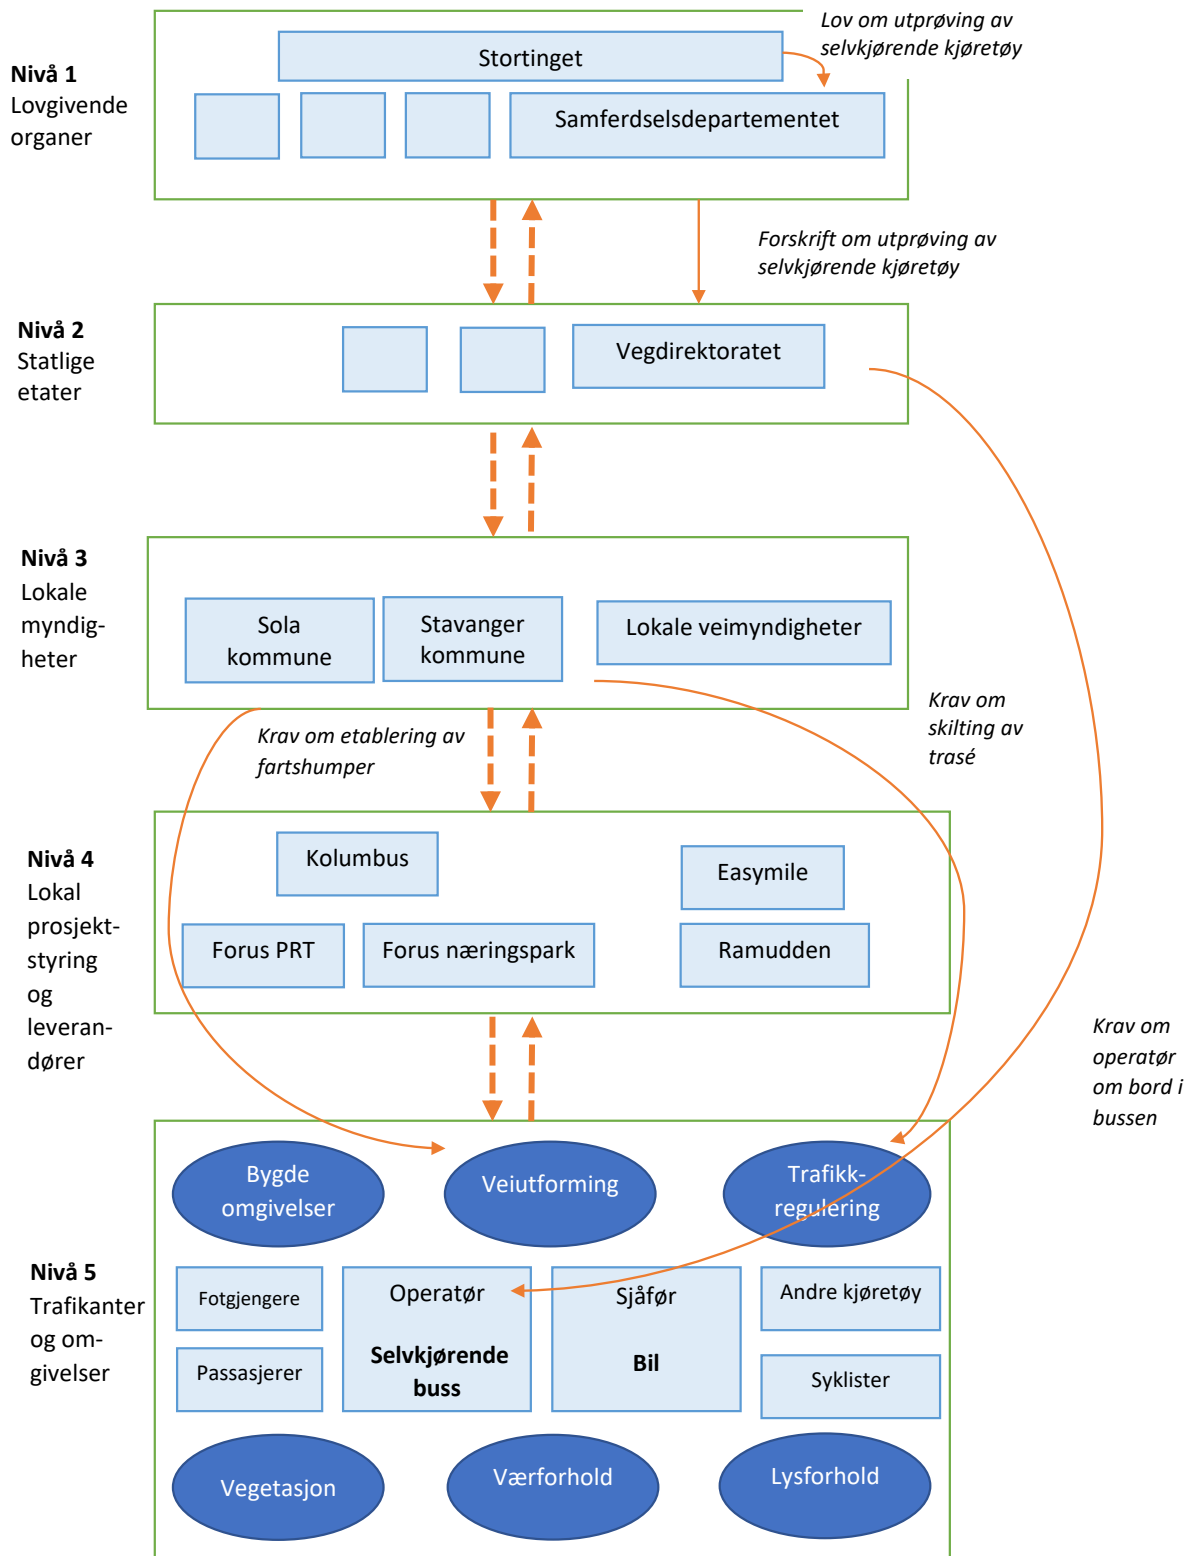 Lov om utprøving av
selvkjørende kjøretøy
Nivå 1
Lovgivende
organer
Stortinget
Samferdselsdepartementet
Forskrift om utprøving av
selvkjørende kjøretøy
Nivå 2
Statlige
etater
Vegdirektoratet
Nivå 3
Lokale
myndig-
heter
Sola
kommune
Stavanger
kommune
Lokale veimyndigheter
Krav om etablering av
fartshumper
Krav om
skilting av
trasé
Nivå 4
Lokal
prosjekt-
styring
og
leveran-
dører
Kolumbus
Easymile
Forus PRT
Forus næringspark
Ramudden
Krav om
operatør
om bord i
bussen
Bygde
omgivelser
Veiutforming
Trafikk-
regulering
Nivå 5
Trafikanter
og om-
givelser
Fotgjengere
Passasjerer
Operatør
Selvkjørende
buss
Sjåfør
Bil
Andre kjøretøy
Syklister
Vegetasjon
Værforhold
Lysforhold